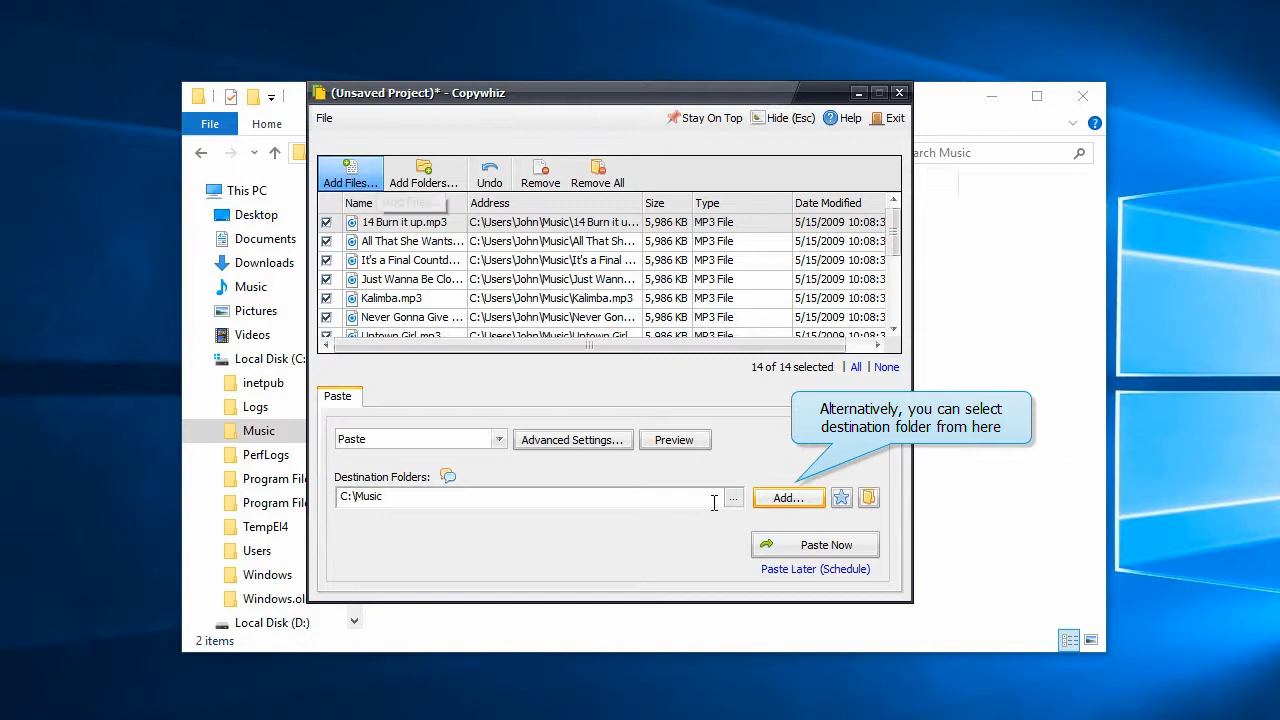 (Unsaved Project)* - Copywhiz
File
Home
File
Stay On Top
Hide (Esc)
Help
Exit
arch Music
Add Files...
Add Folders...
Undo
Remove
Remove All
This PC
Desktop
Documents
Downloads
Music
Pictures
Videos
Local Disk (C:
inetpub
Logs
Music
PerfLogs
Program File
Program File
TempEI4
Users
Windows
Windows.ol
Local Disk (D:)
2 items
Name Address Size Type Date Modified
14 Burn it up.mp3 C:\Users\John\Music\14 Burn it u... 5,986 KB MP3 File 5/15/2009 10:08:3
All That She Wants... C:\Users\John\Music\All That Sh... 5,986 KB MP3 File 5/15/2009 10:08:3
It's a Final Countd... C:\Users\John\Music\It's a Final ... 5,986 KB MP3 File 5/15/2009 10:08:3
Just Wanna Be Clo... C:\Users\John\Music\Just Wann... 5,986 KB MP3 File 5/15/2009 10:08:3
Kalimba.mp3 C:\Users\John\Music\Kalimba.mp3 5,986 KB MP3 File 5/15/2009 10:08:3
Never Gonna Give ... C:\Users\John\Music\Never Gon... 5,986 KB MP3 File 5/15/2009 10:08:3
Uptown Girl.mp3 C:\Users\John\Music\Uptown Girl 5,986 KB MP3 File 5/15/2009 10:08:3
14 of 14 selected | All | None
Paste
Alternatively, you can select
destination folder from here
Paste
Advanced Settings...
Preview
Destination Folders:
C:\Music
...
Add...
Paste Now
Paste Later (Schedule)